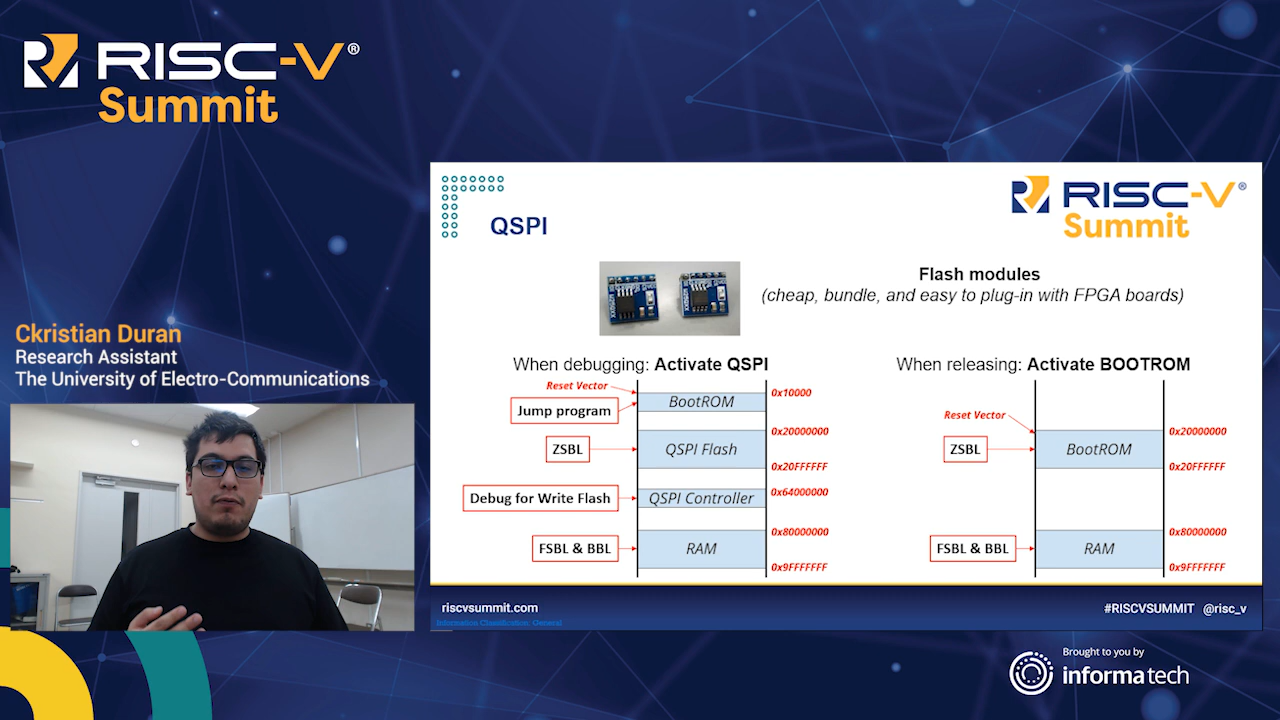 RISC-V®
Summit
RISC-V®
Summit
QSPI
Flash modules
(cheap, bundle, and easy to plug-in with FPGA boards)
When debugging: Activate QSPI
Reset Vector
0x10000
BootROM
Jump program
0x20000000
ZSBL
QSPI Flash
0x20FFFFFF
Debug for Write Flash
QSPI Controller
0x64000000
0x80000000
FSBL & BBL
RAM
0x9FFFFFFF
When releasing: Activate BOOTROM
Reset Vector
0x20000000
ZSBL
BootROM
0x20FFFFFF
0x80000000
FSBL & BBL
RAM
0x9FFFFFFF
Ckristian Duran
Research Assistant
The University of Electro-Communications
riscvsummit.com
#RISCVSUMMIT @risc_v
Information Classification: General
Brought to you by
informa tech